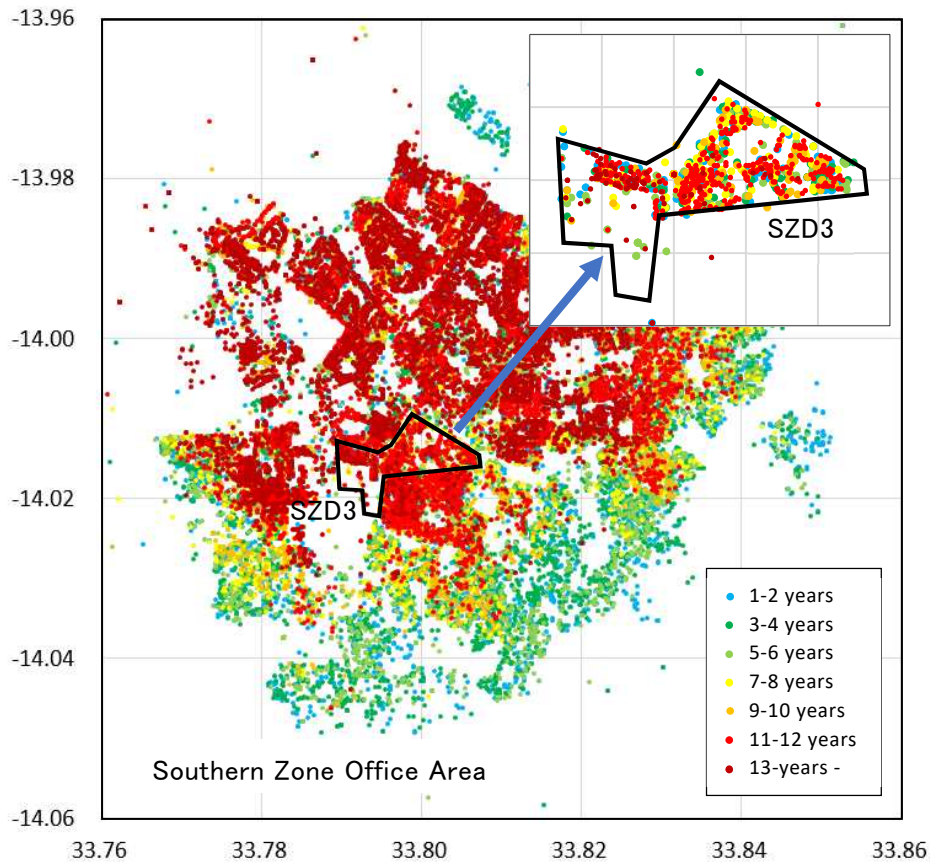 -13.96
-13.98
-14.00
-14.02
-14.04
-14.06
33.76
33.78
33.80
33.82
33.84
33.86
SZD3
SZD3
1-2 years
3-4 years
5-6 years
7-8 years
9-10 years
11-12 years
13-years -
Southern Zone Office Area